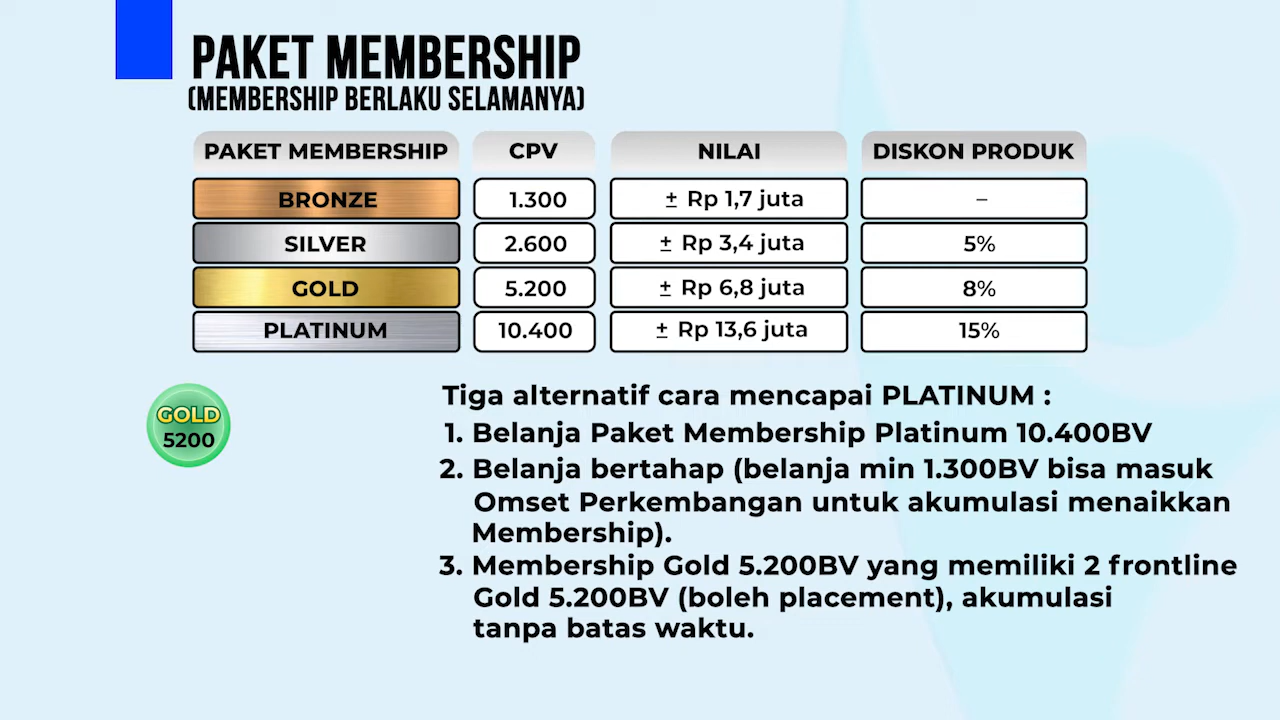 PAKET MEMBERSHIP
(MEMBERSHIP BERLAKU SELAMANYA)
PAKET MEMBERSHIP CPV NILAI DISKON PRODUK
BRONZE 1.300 ± Rp 1,7 juta –
SILVER 2.600 ± Rp 3,4 juta 5%
GOLD 5.200 ± Rp 6,8 juta 8%
PLATINUM 10.400 ± Rp 13,6 juta 15%
GOLD
5200
Tiga alternatif cara mencapai PLATINUM :
1. Belanja Paket Membership Platinum 10.400BV
2. Belanja bertahap (belanja min 1.300BV bisa masuk
Omset Perkembangan untuk akumulasi menaikkan
Membership).
3. Membership Gold 5.200BV yang memiliki 2 frontline
Gold 5.200BV (boleh placement), akumulasi
tanpa batas waktu.